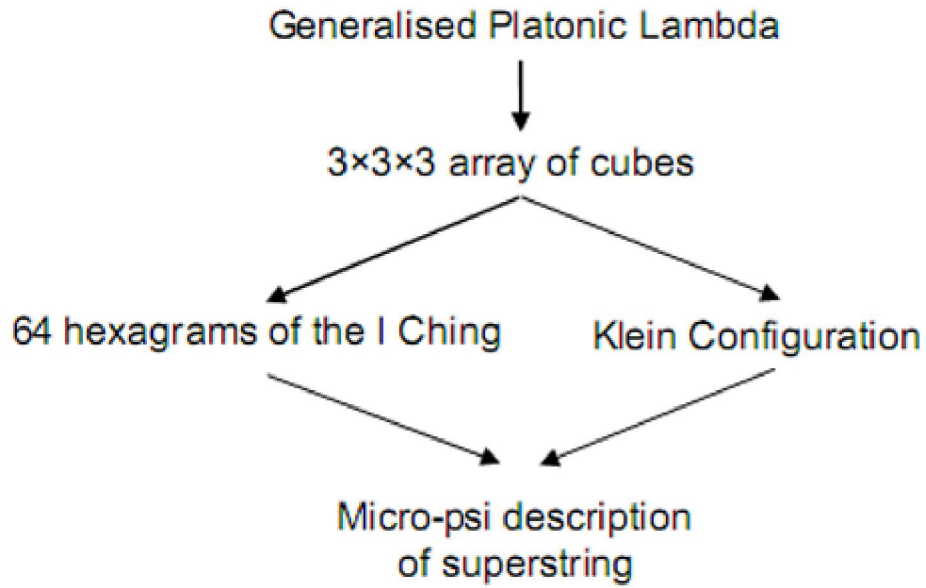 Generalised Platonic Lambda
3×3×3 array of cubes
64 hexagrams of the I Ching
Klein Configuration
Micro-psi description
of superstring